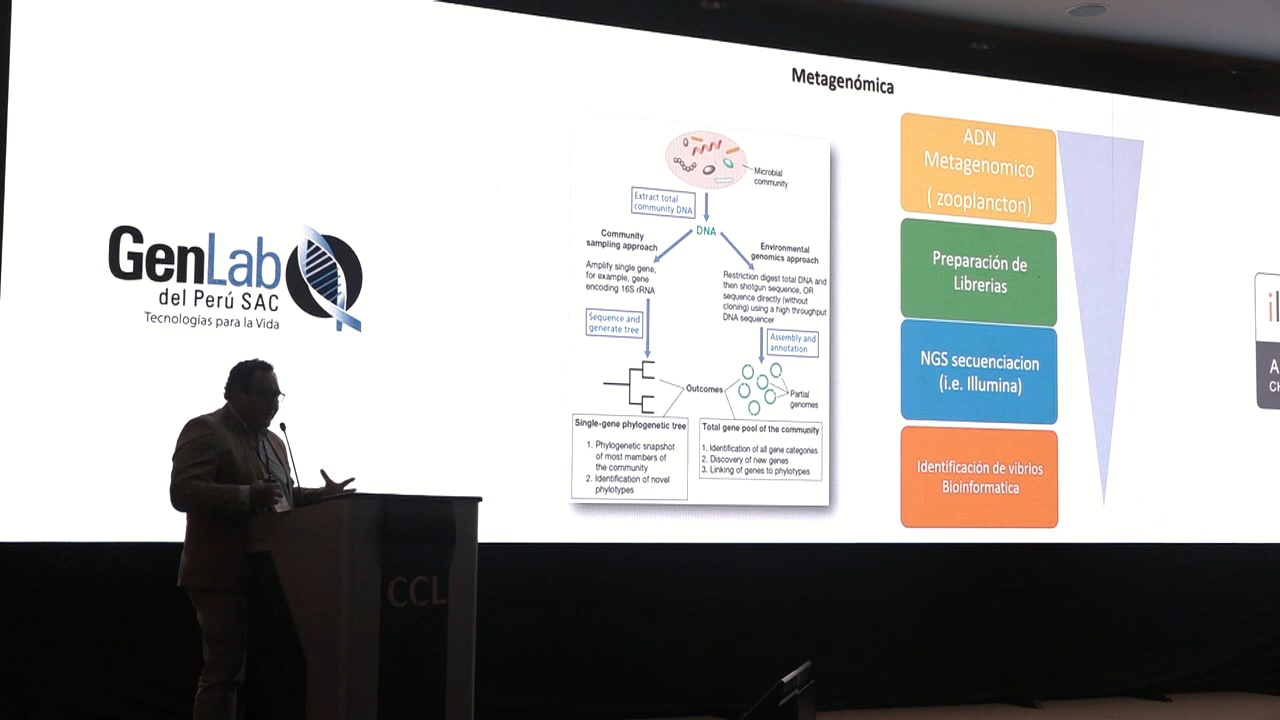 Metagenómica
GenLab
del Perú SAC
Tecnologías para la Vida
Microbial
community
Extract total
community DNA
DNA
Community
sampling approach
Amplify single gene,
for example, gene
encoding 16S rRNA
Sequence and
generate tree
Environmental
genomics approach
Restriction digest total DNA and
then shotgun sequence, OR
sequence directly (without
cloning) using a high throughput
DNA sequencer
Assembly and
annotation
Outcomes
Partial
genomes
Single-gene phylogenetic tree
1. Phylogenetic snapshot
of most members of
the community
2. Identification of novel
phylotypes
Total gene pool of the community
1. Identification of all gene categories
2. Discovery of new genes
3. Linking of genes to phylotypes
ADN
Metagenomico
( zooplancton)
Preparación de
Librerias
NGS secuenciacion
(i.e. Illumina)
Identificación de vibrios
Bioinformatica
CCL